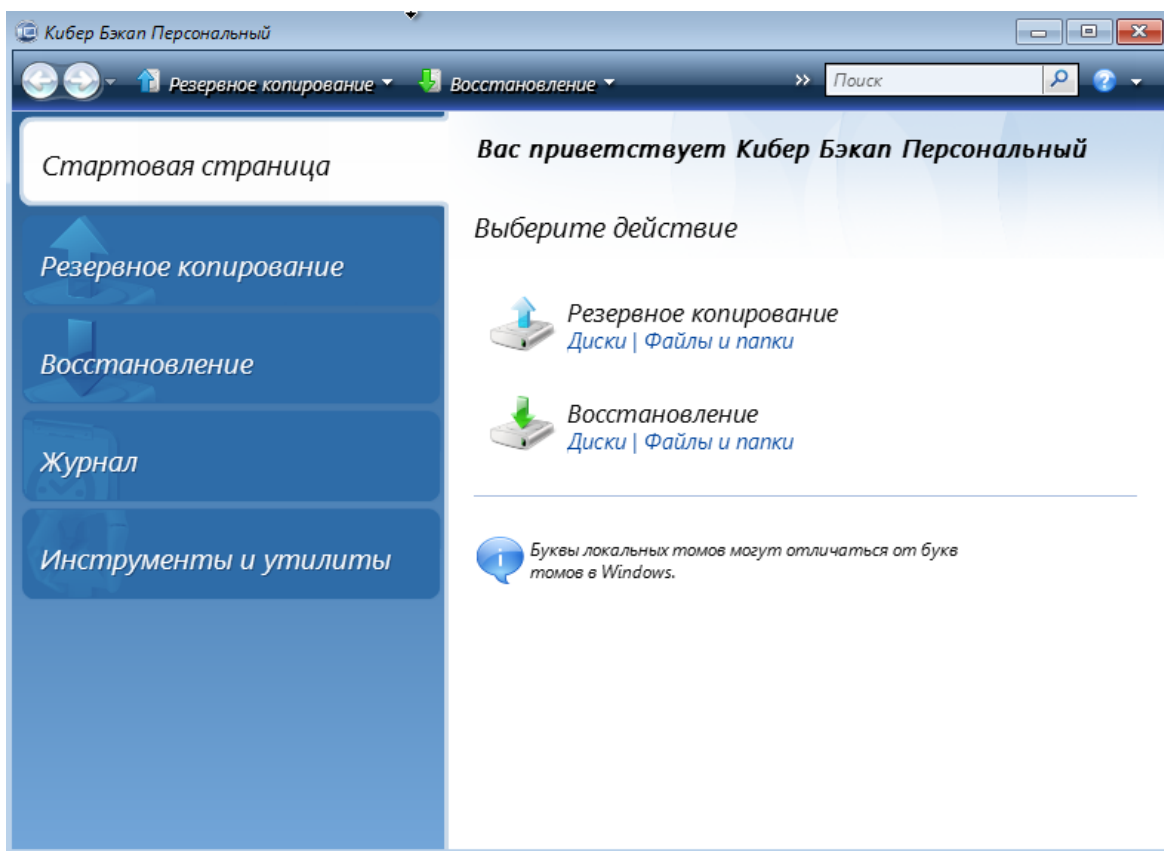 Кибер Бэкап Персональный
Резервное копирование Восстановление >> Поиск
Стартовая страница
Резервное копирование
Восстановление
Журнал
Инструменты и утилиты
Вас приветствует Кибер Бэкап Персональный
Выберите действие
Резервное копирование
Диски | Файлы и папки
Восстановление
Диски | Файлы и папки
Буквы локальных томов могут отличаться от букв
томов в Windows.